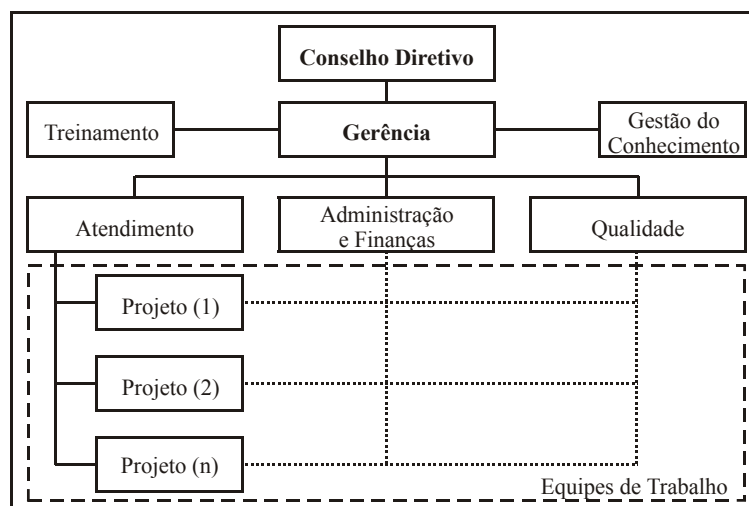 Conselho Diretivo
Treinamento
Gerência
Gestão do
Conhecimento
Atendimento
Administração
e Finanças
Qualidade
Projeto (1)
Projeto (2)
Projeto (n)
Equipes de Trabalho